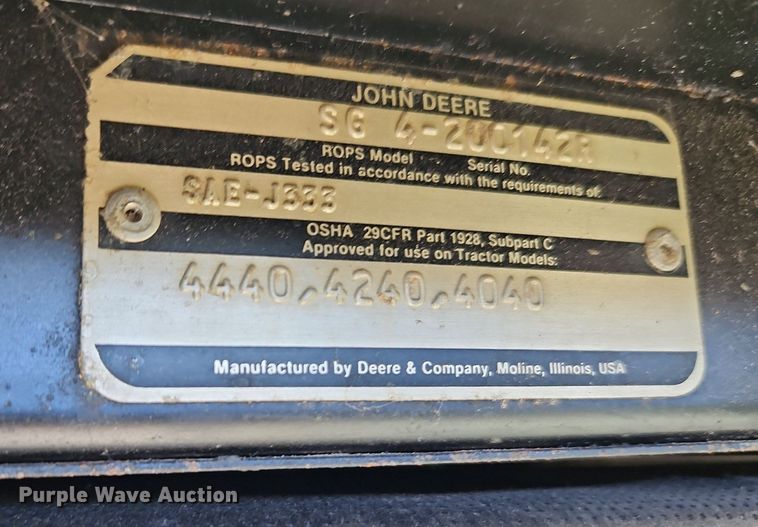 JOHN DEERE
SG 4-200142R
ROPS Model Serial No.
ROPS Tested in accordance with the requirements of:
SAE-J333
OSHA 29CFR Part 1928, Subpart C
Approved for use on Tractor Models:
4440,4240,4040
Manufactured by Deere & Company, Moline, Illinois, USA
Purple Wave Auction